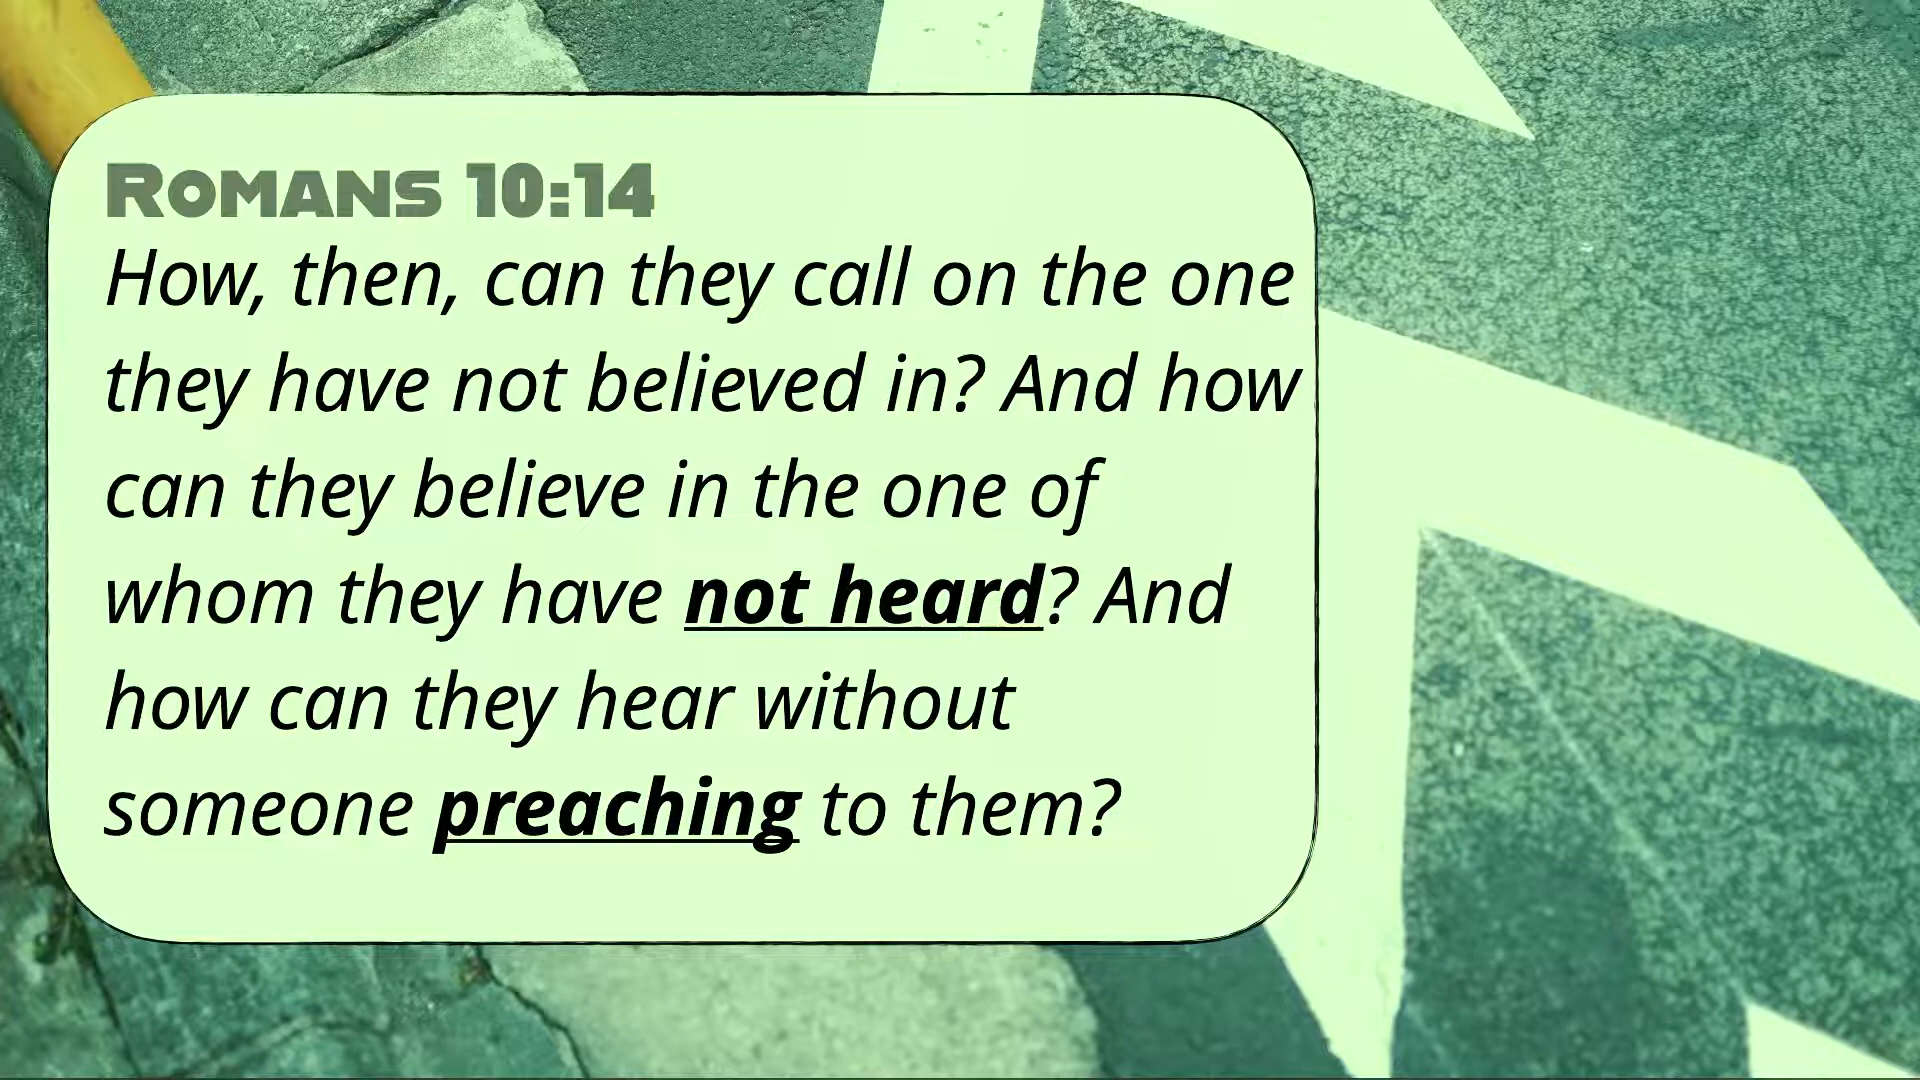 Romans 10:14
How, then, can they call on the one
they have not believed in? And how
can they believe in the one of
whom they have not heard? And
how can they hear without
someone preaching to them?